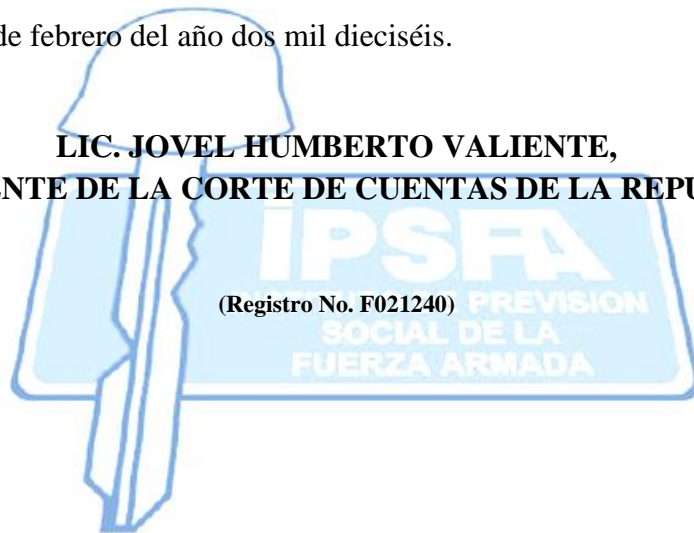 de febrero del año dos mil dieciséis.
LIC. JOVEL HUMBERTO VALIENTE,
ENTE DE LA CORTE DE CUENTAS DE LA REPU
iPSFA
(Registro No. F021240)
PREVISION
SOCIAL DE LA
FUERZA ARMADA